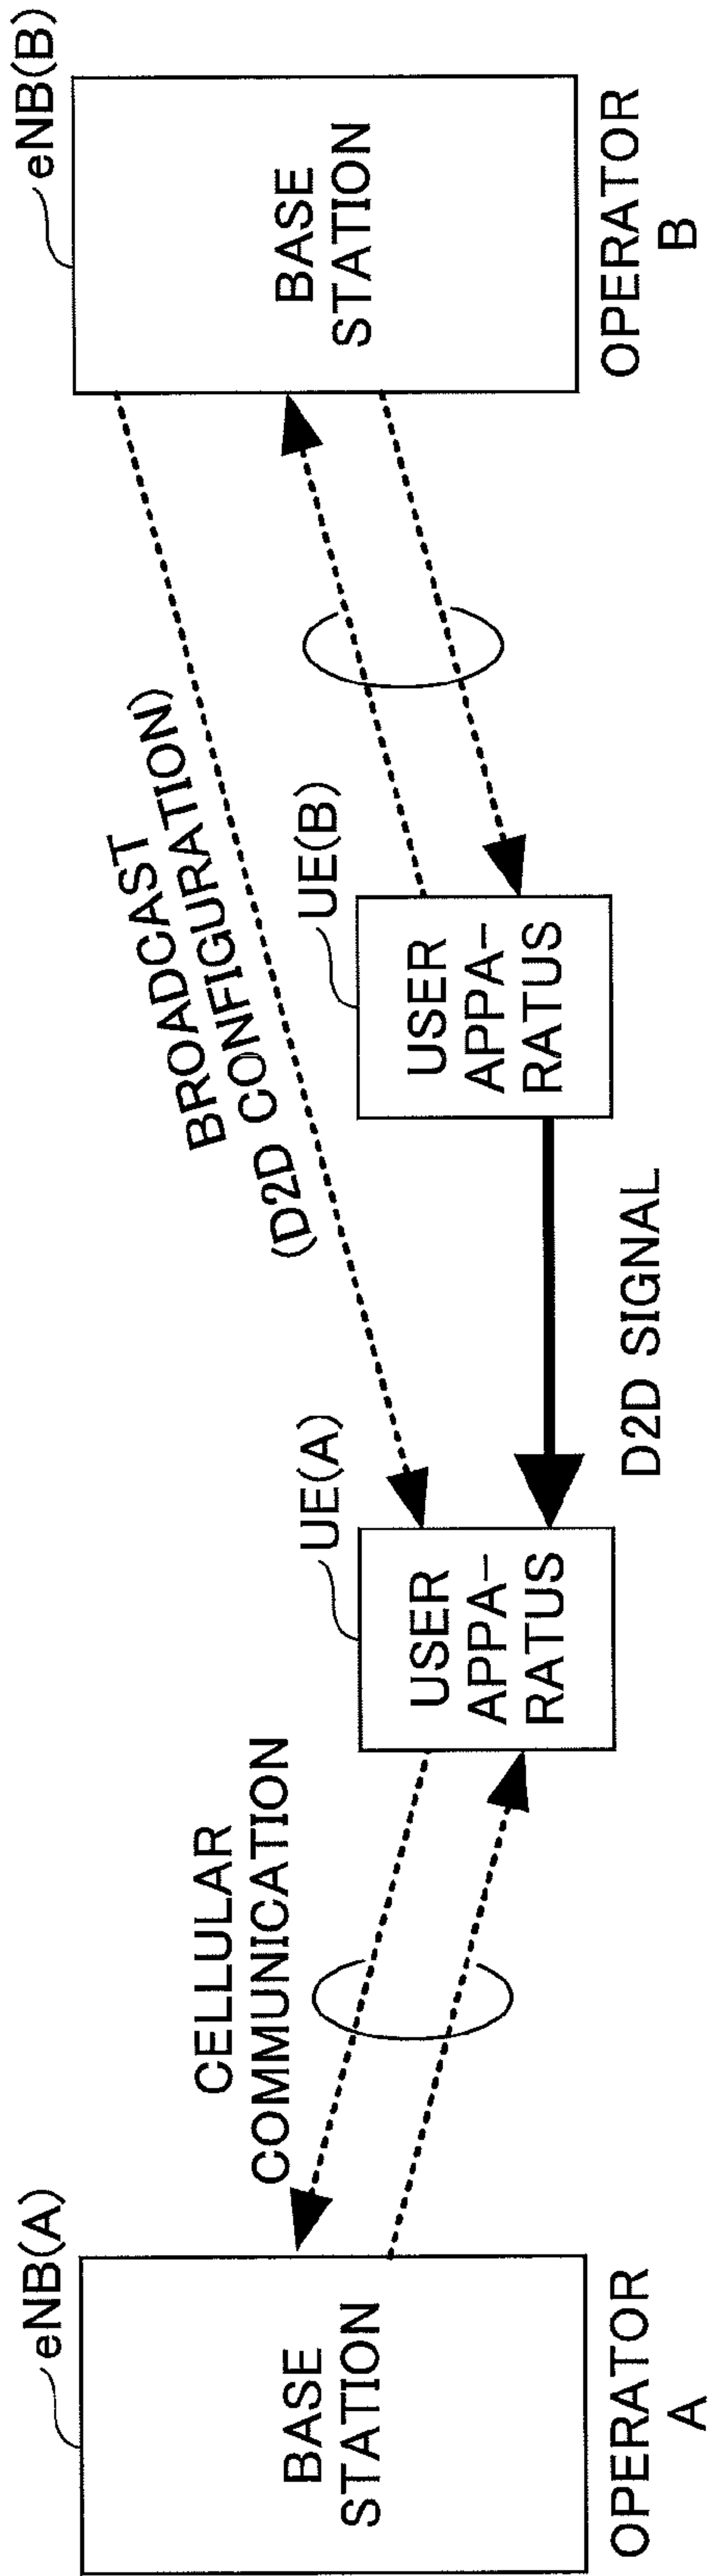 eNB(A)
BASE
STATION
OPERATOR
A
CELLULAR
COMMUNICATION
UE(A)
USER
APPA-
RATUS
BROADCAST
(D2D CONFIGURATION)
D2D SIGNAL
UE(B)
USER
APPA-
RATUS
eNB(B)
BASE
STATION
OPERATOR
B